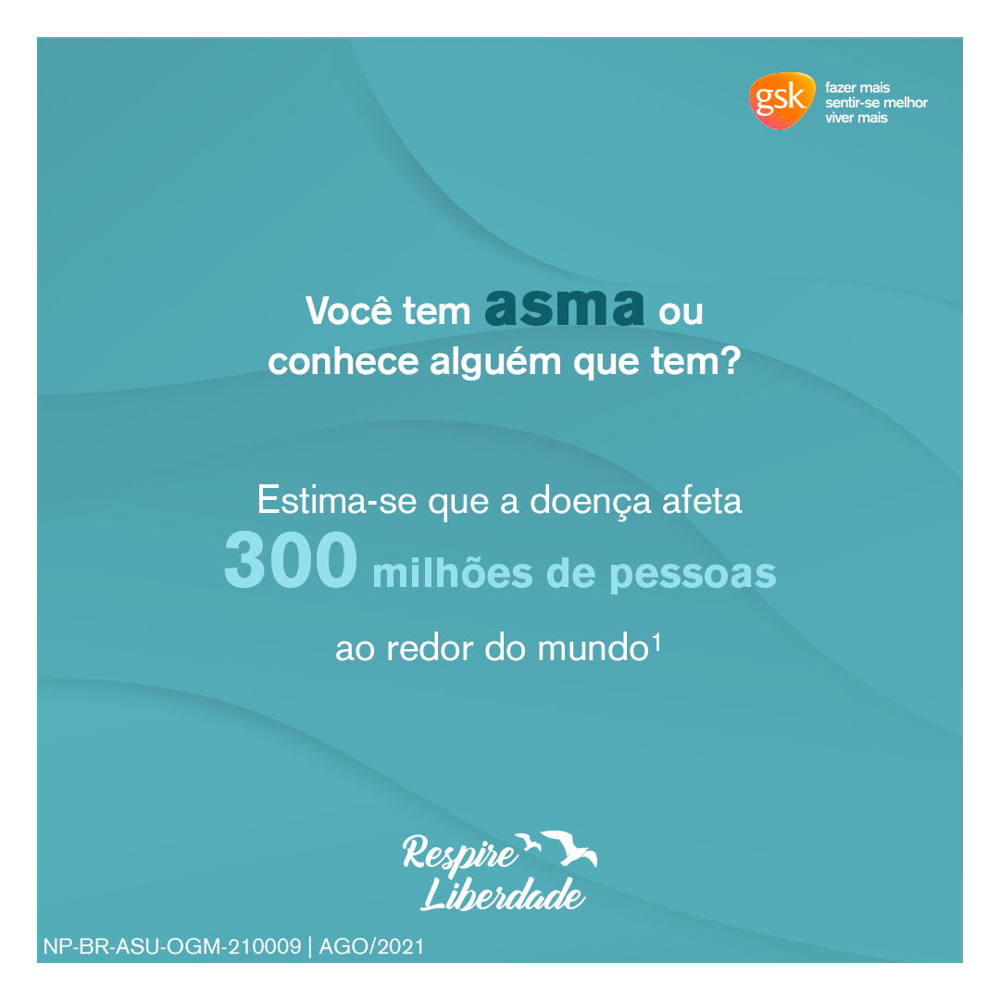 gsk
fazer mais
sentir-se melhor
viver mais
Você tem asma ou
conhece alguém que tem?
Estima-se que a doença afeta
300 milhões de pessoas
ao redor do mundo¹
Respire
Liberdade
NP-BR-ASU-OGM-210009 | AGO/2021